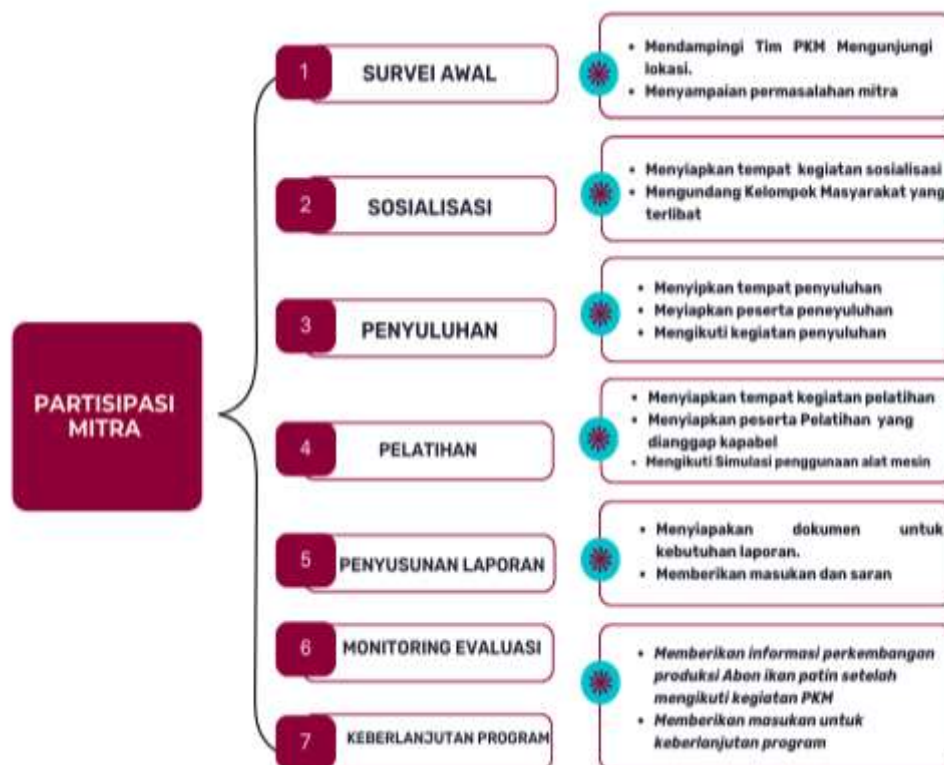 PARTISIPASI
MITRA
1
SURVEI AWAL
• Mendampingi Tim PKM Mengunjungi
lokasi.
• Menyampaian permasalahan mitra
2
SOSIALISASI
• Menyiapkan tempat kegiatan sosialisasi
• Mengundang Kelompok Masyarakat yang
terlibat
3
PENYULUHAN
• Menyipkan tempat penyuluhan
• Meyiapkan peserta peneyuluhan
• Mengikuti kegiatan penyuluhan
4
PELATIHAN
• Menyiapkan tempat kegiatan pelatihan
• Menyiapkan peserta Pelatihan yang
dianggap kapabel
• Mengikuti Simulasi penggunaan alat mesin
5
PENYUSUNAN LAPORAN
• Menyiapakan dokumen untuk
kebutuhan laporan.
• Memberikan masukan dan saran
6
MONITORING EVALUASI
7
KEBERLANJUTAN PROGRAM
• Memberikan informasi perkembangan
produksi Abon ikan patin setelah
mengikuti kegiatan PKM
• Memberikan masukan untuk
keberlanjutan program